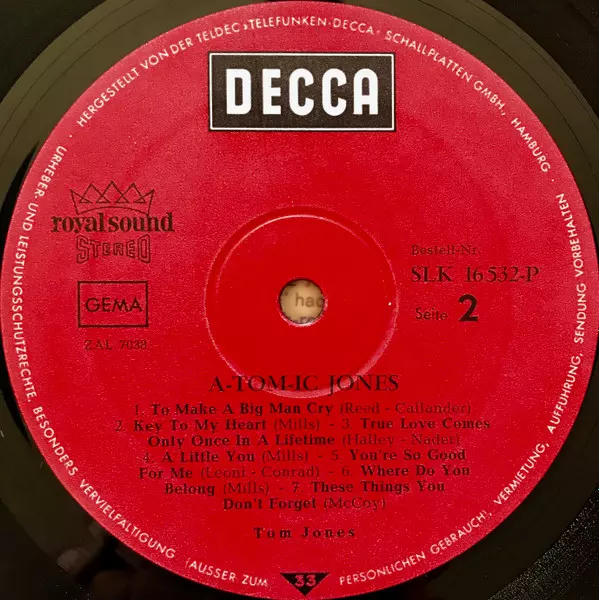 · HERGESTELLT VON DER TELDEC »TELEFUNKEN-DECCA« SCHALLPLATTEN GMBH, HAMBURG ·
DECCA
royalsound
STEREO
GEMA
ZAL 7033
Bestell-Nr.
SLK 16 532-P
Seite 2
A-TOM-IC JONES
1. To Make A Big Man Cry (Reed - Callander)
2. Key To My Heart (Mills) - 3. True Love Comes
Only Once In A Lifetime (Halley - Nader)
4. A Little You (Mills) - 5. You're So Good
For Me (Leoni - Conrad) - 6. Where Do You
Belong (Mills) - 7. These Things You
Don't Forget (McCoy)
Tom Jones
33
URHEBER- UND LEISTUNGSSCHUTZRECHTE, BESONDERS VERVIELFÄLTIGUNG (AUSSER ZUM PERSÖNLICHEN GEBRAUCH), VERMIETUNG, AUFFÜHRUNG, SENDUNG VORBEHALTEN